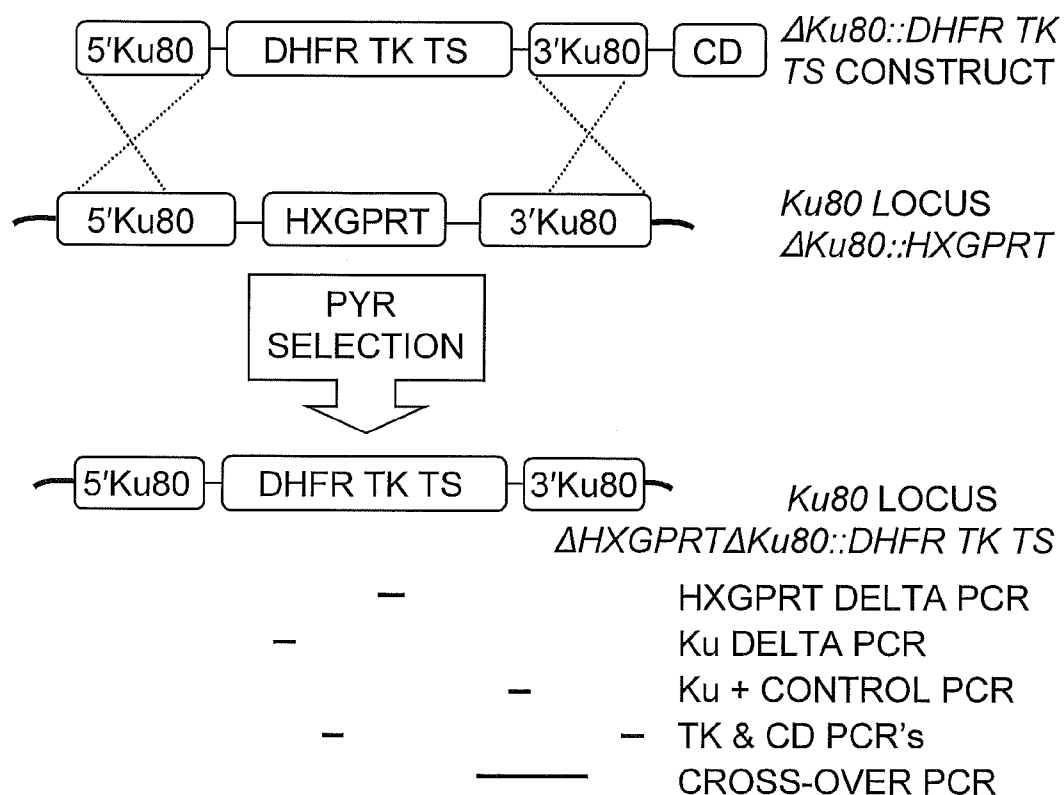 5'Ku80 DHFR TK TS 3'Ku80 CD ΔKu80::DHFR TK
TS CONSTRUCT
5'Ku80 HXGPRT 3'Ku80 Ku80 LOCUS
ΔKu80::HXGPRT
PYR
SELECTION
5'Ku80 DHFR TK TS 3'Ku80
Ku80 LOCUS
ΔHXGPRTΔKu80::DHFR TK TS
HXGPRT DELTA PCR
Ku DELTA PCR
Ku + CONTROL PCR
TK & CD PCR's
CROSS-OVER PCR